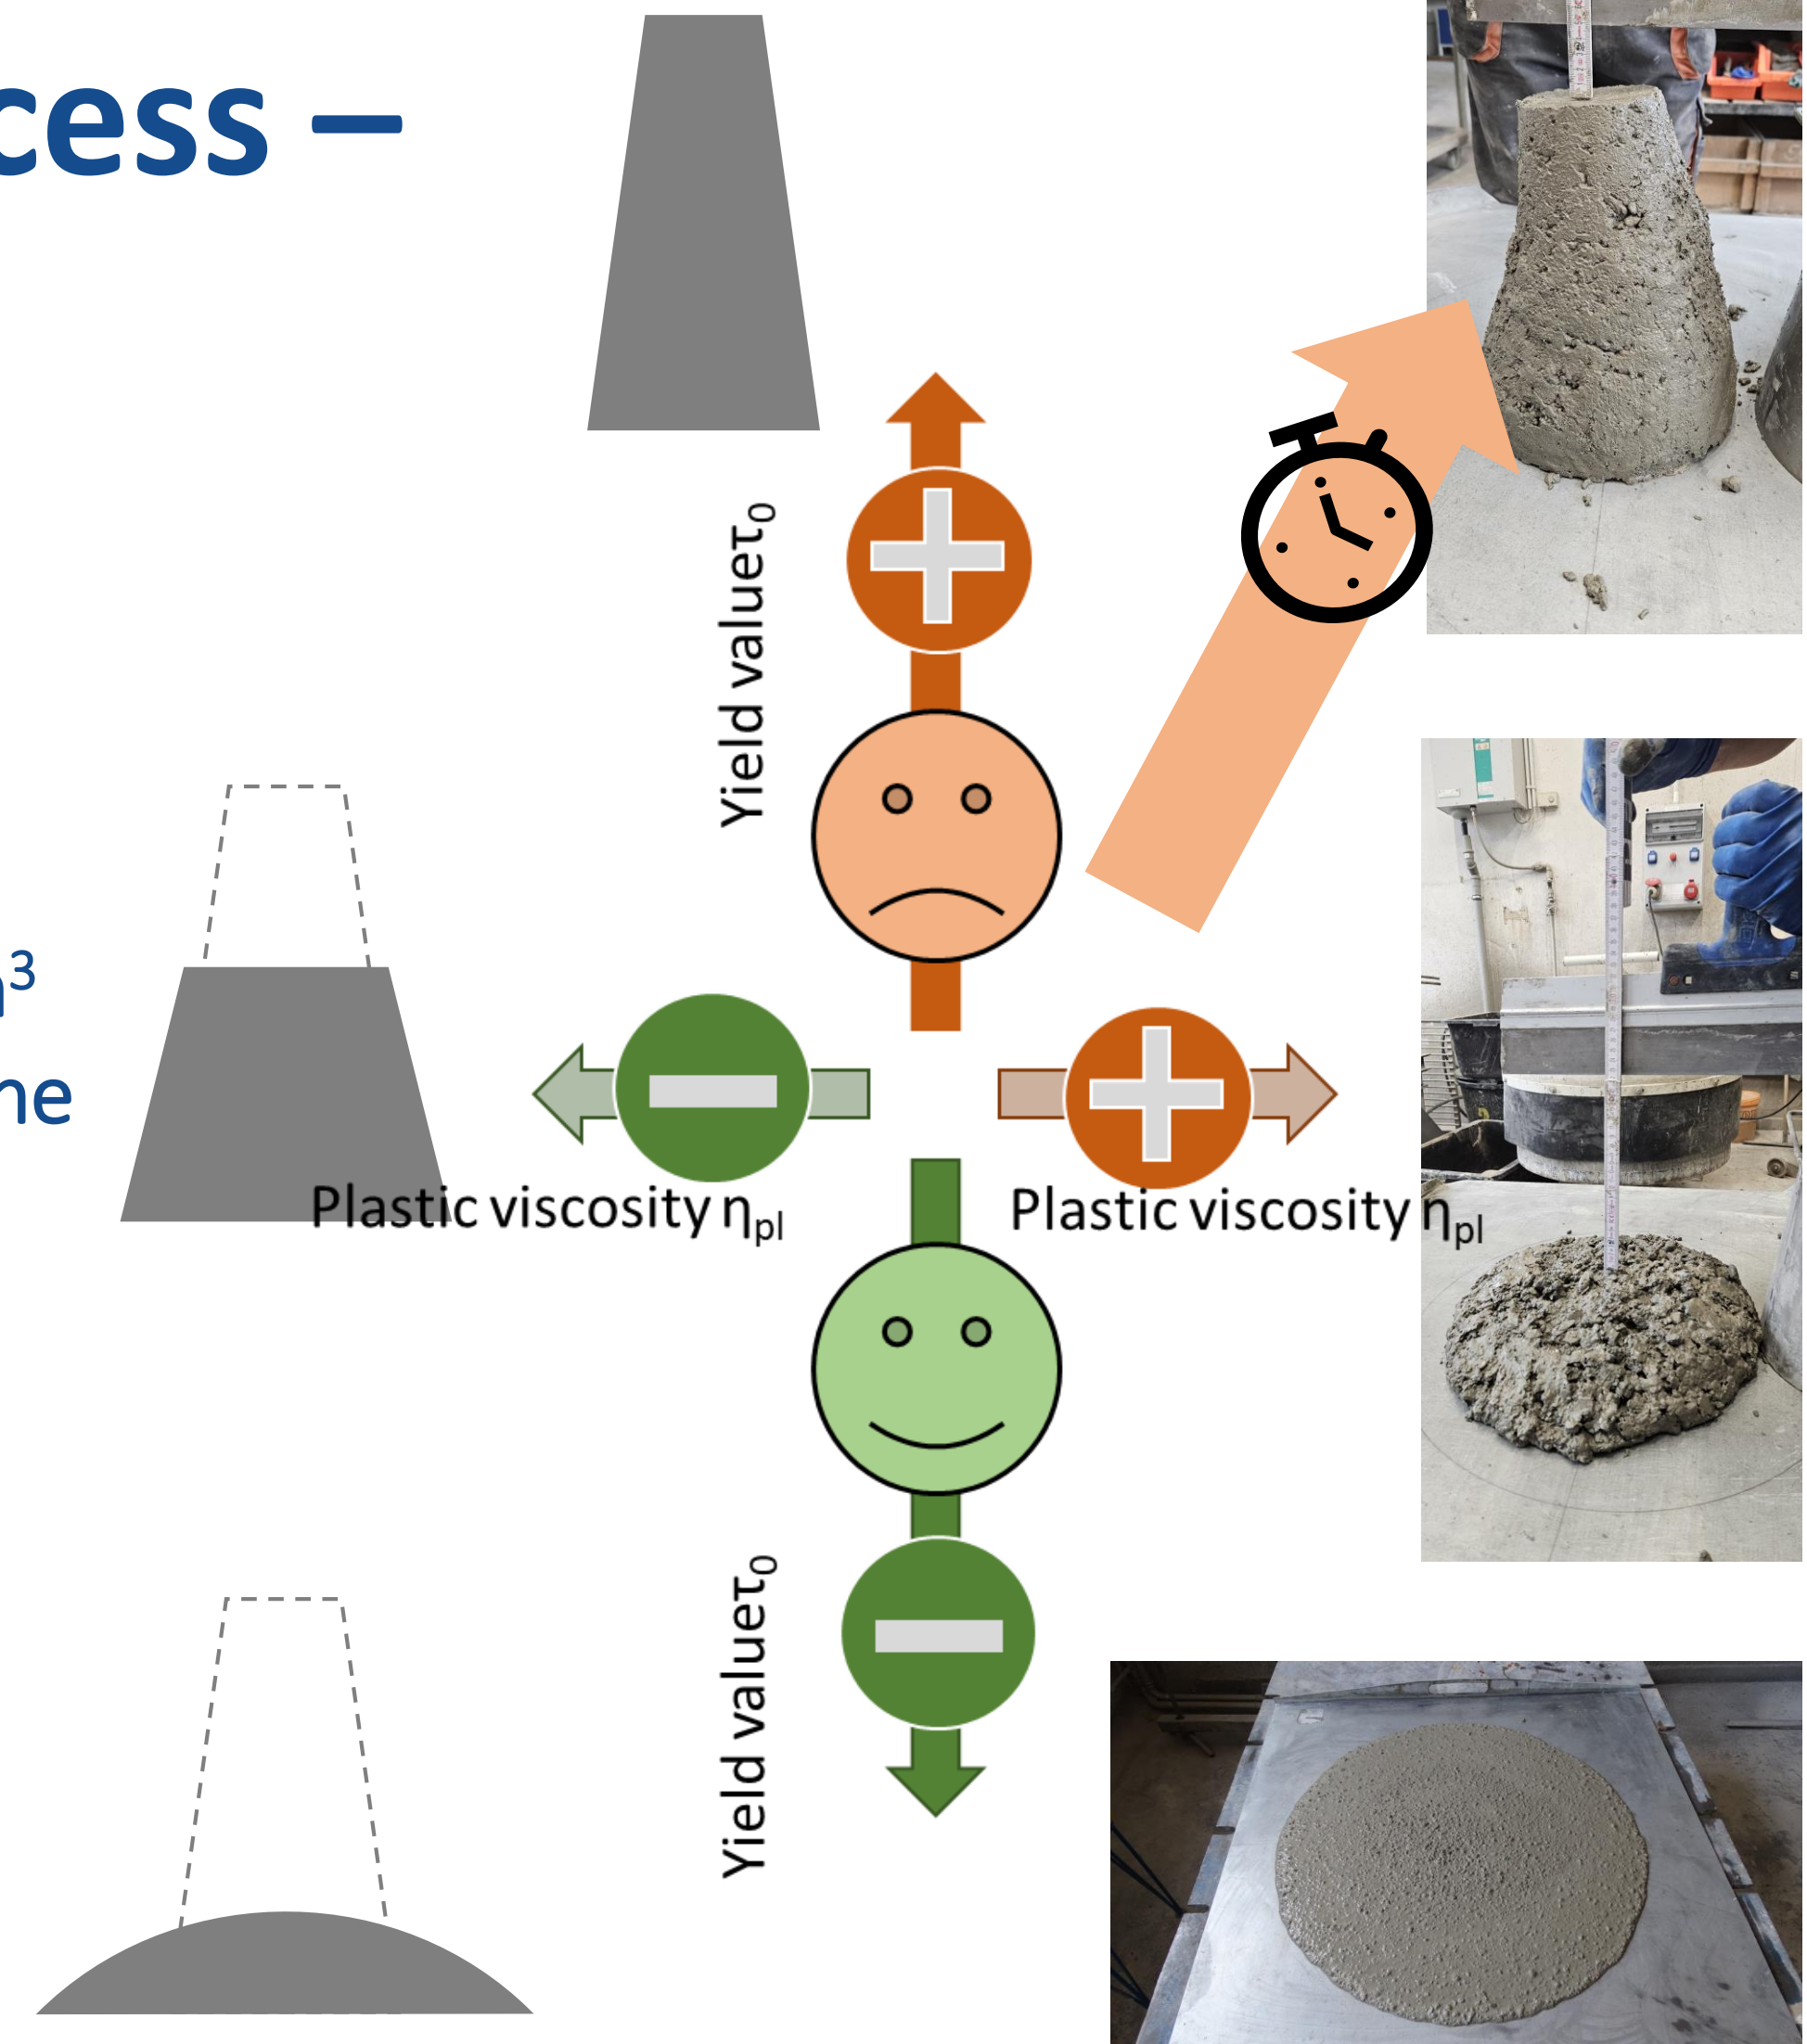 cess –
Yield valueτ₀
³
ne
Plastic viscosity ηpl
Plastic viscosity ηpl
Yield valueτ₀